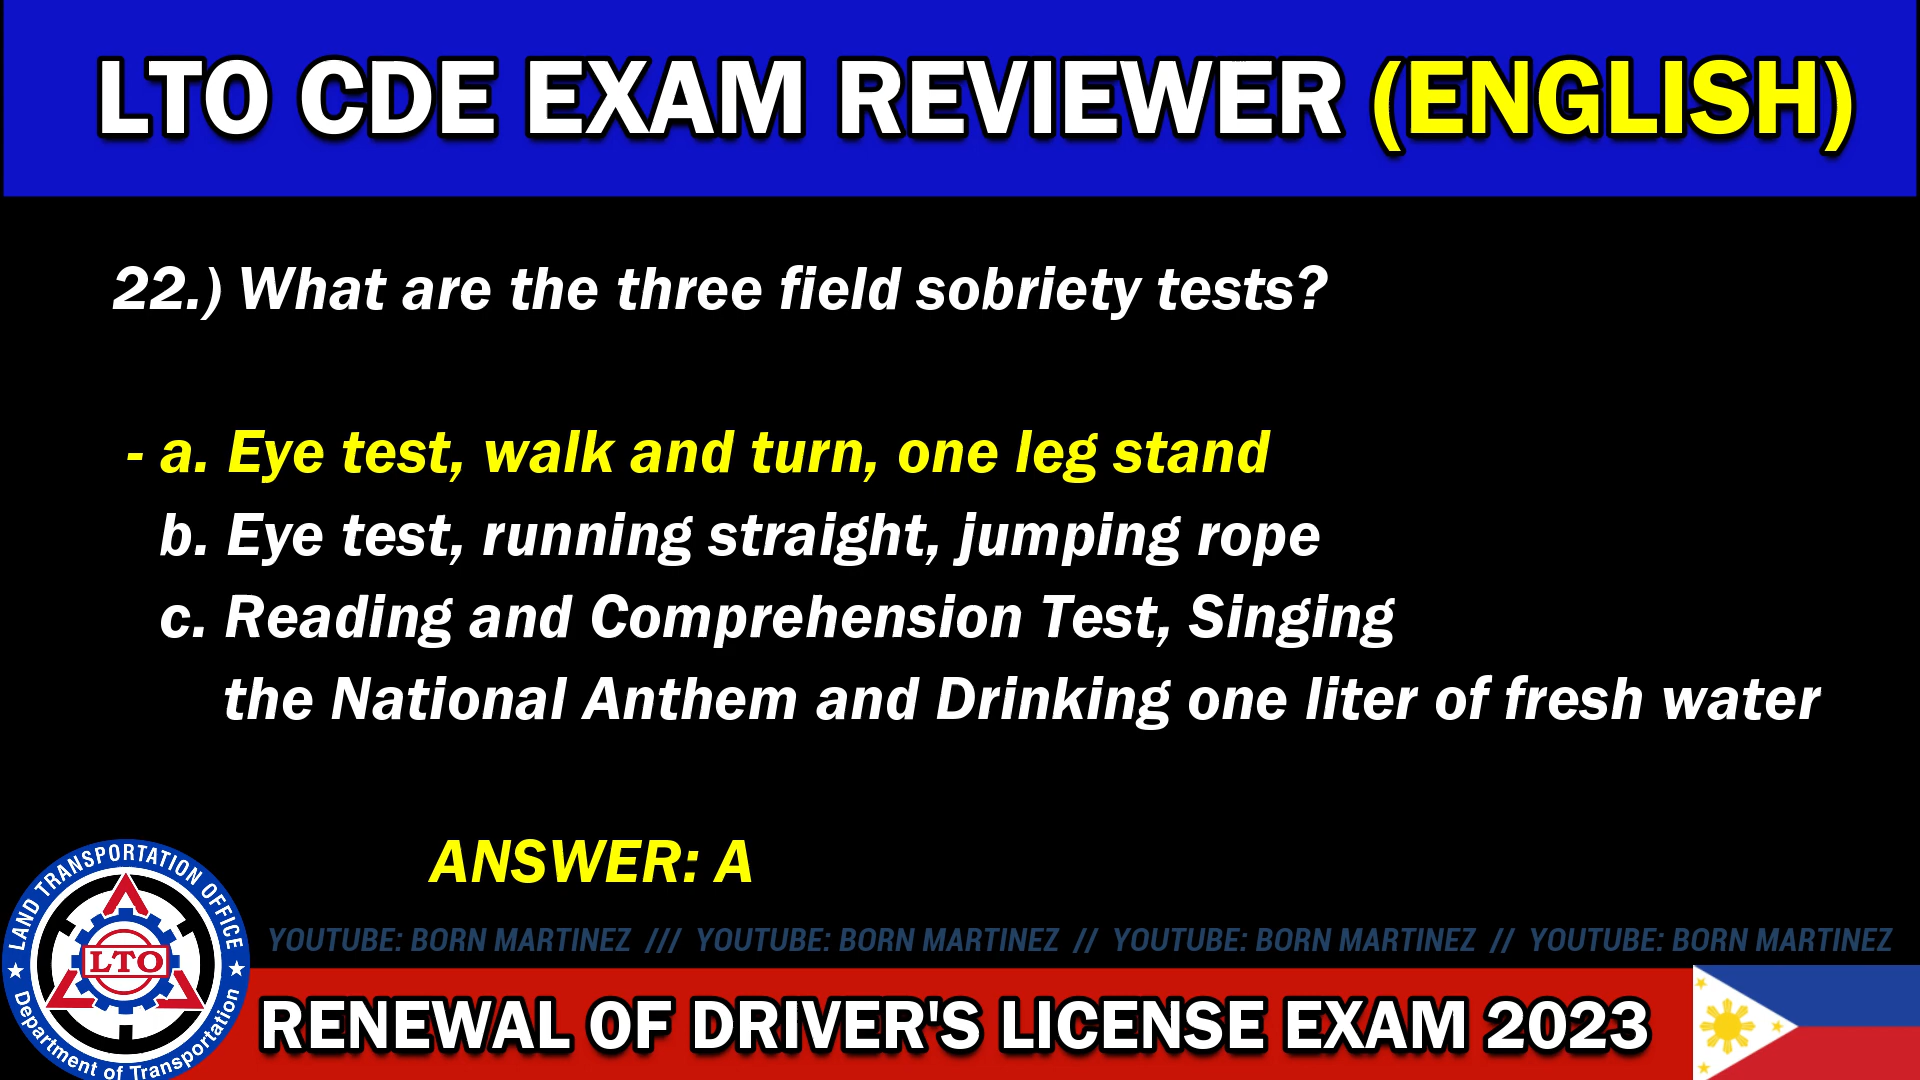 LTO CDE EXAM REVIEWER (ENGLISH)
22.) What are the three field sobriety tests?
- a. Eye test, walk and turn, one leg stand
b. Eye test, running straight, jumping rope
c. Reading and Comprehension Test, Singing
the National Anthem and Drinking one liter of fresh water
ANSWER: A
YOUTUBE: BORN MARTINEZ /// YOUTUBE: BORN MARTINEZ // YOUTUBE: BORN MARTINEZ // YOUTUBE: BORN MARTINEZ
LAND TRANSPORTATION OFFICE
LTO
Department of Transportation
RENEWAL OF DRIVER'S LICENSE EXAM 2023